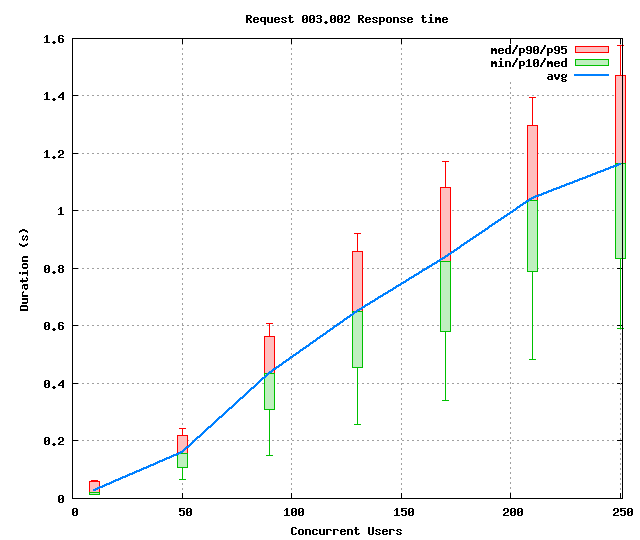 Request 003.002 Response time
1.6
1.4
1.2
1
0.8
0.6
0.4
0.2
0
Duration (s)
med/p90/p95
min/p10/med
avg
0 50 100 150 200 250
Concurrent Users